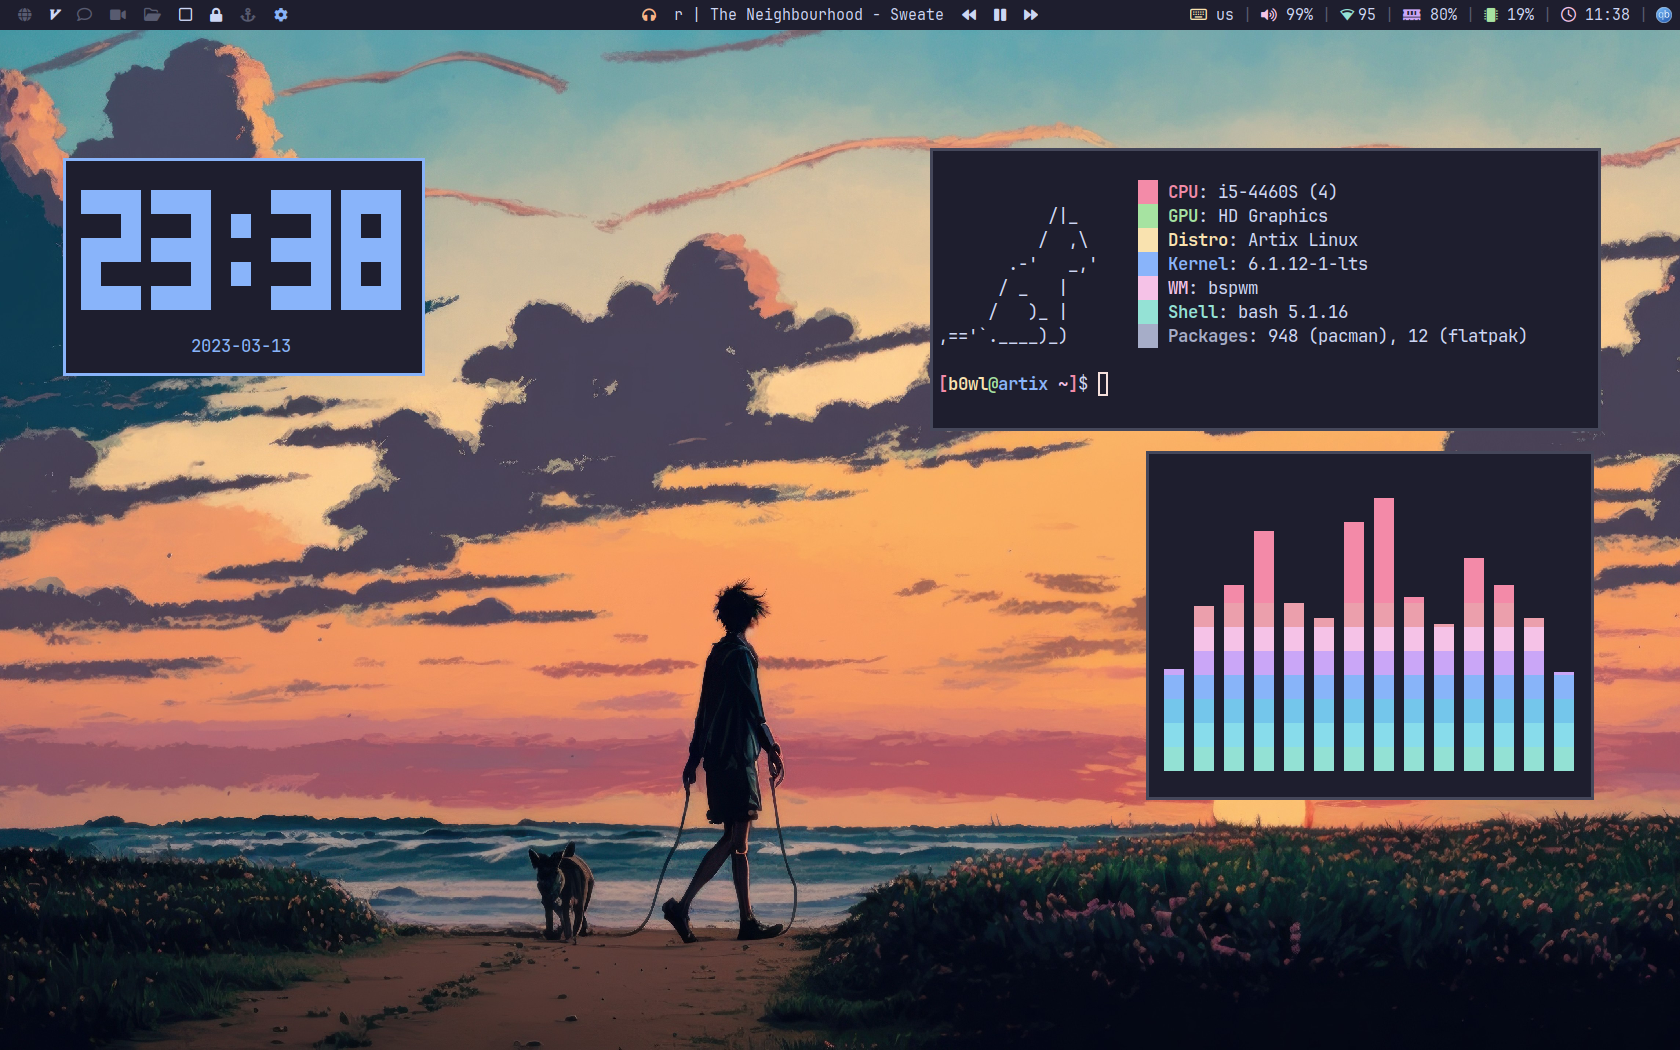 r | The Neighbourhood - Sweate
us | 99% | 95 | 80% | 19% | 11:38 | qb
23:38
2023-03-13
CPU: i5-4460S (4)
GPU: HD Graphics
Distro: Artix Linux
Kernel: 6.1.12-1-lts
WM: bspwm
Shell: bash 5.1.16
Packages: 948 (pacman), 12 (flatpak)
[b0wl@artix ~]$